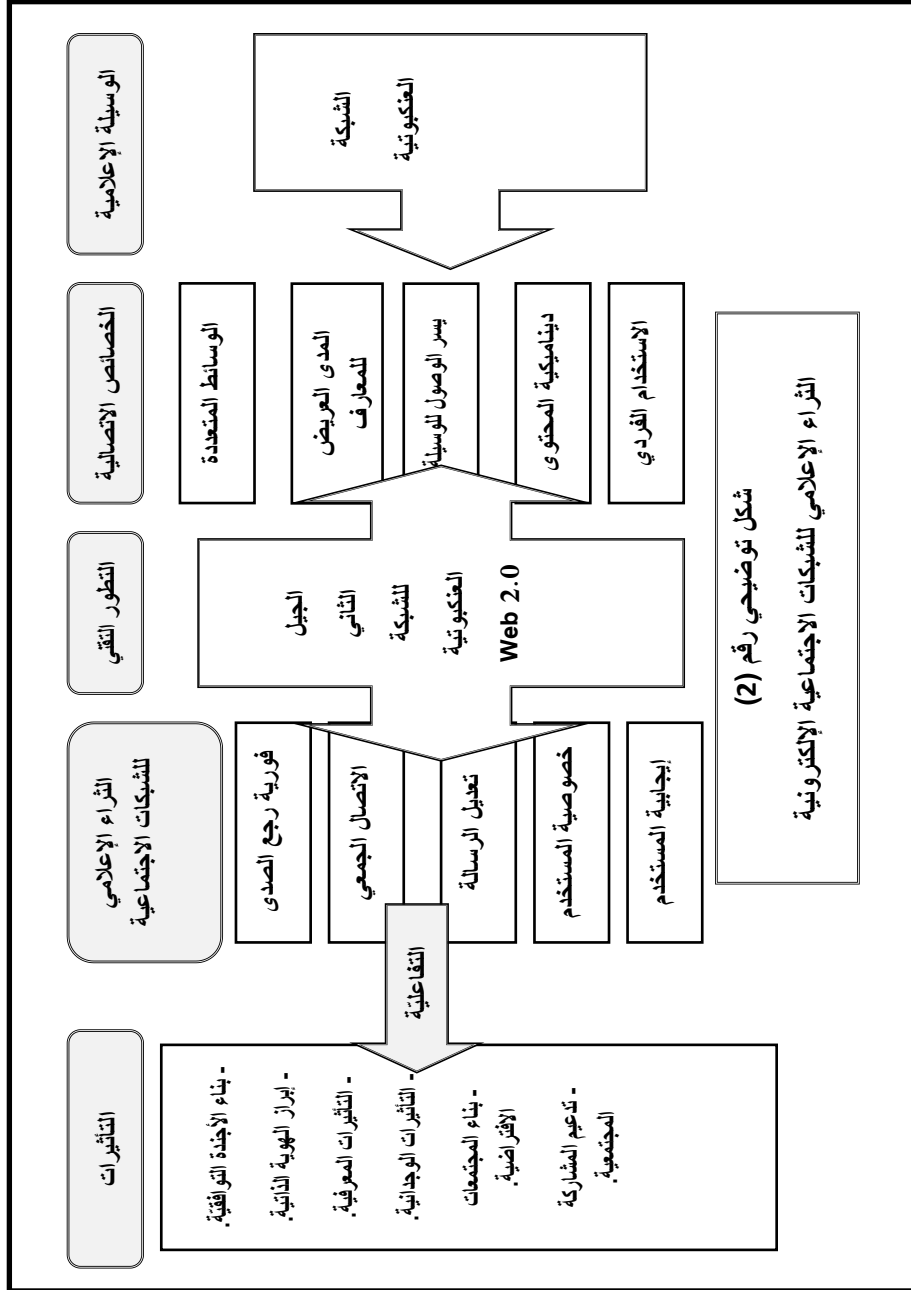 الوسيلة الإعلامية
الشبكة
العنكبوتية
الخصائص الاتصالية
الوسائط المتعددة
المدى العريض
للمعارف
يسر الوصول للوسيلة
ديناميكية المحتوى
الاستخدام الفردي
التطور التقني
الجيل
الثاني
للشبكة
العنكبوتية
Web 2.0
الثراء الإعلامي
للشبكات الاجتماعية
فورية رجع الصدى
الاتصال الجمعي
تعديل الرسالة
خصوصية المستخدم
إيجابية المستخدم
التفاعليّة
التأثيرات
- بناء الأجندة التوافقيّة.
- إبراز الهوية الذاتية.
- التأثيرات المعرفية.
- التأثيرات الوجدانية.
- بناء المجتمعات
الافتراضية.
- تدعيم المشاركة
المجتمعية.
شكل توضيحي رقم (2)
الثراء الإعلامي للشبكات الاجتماعية الإلكترونية